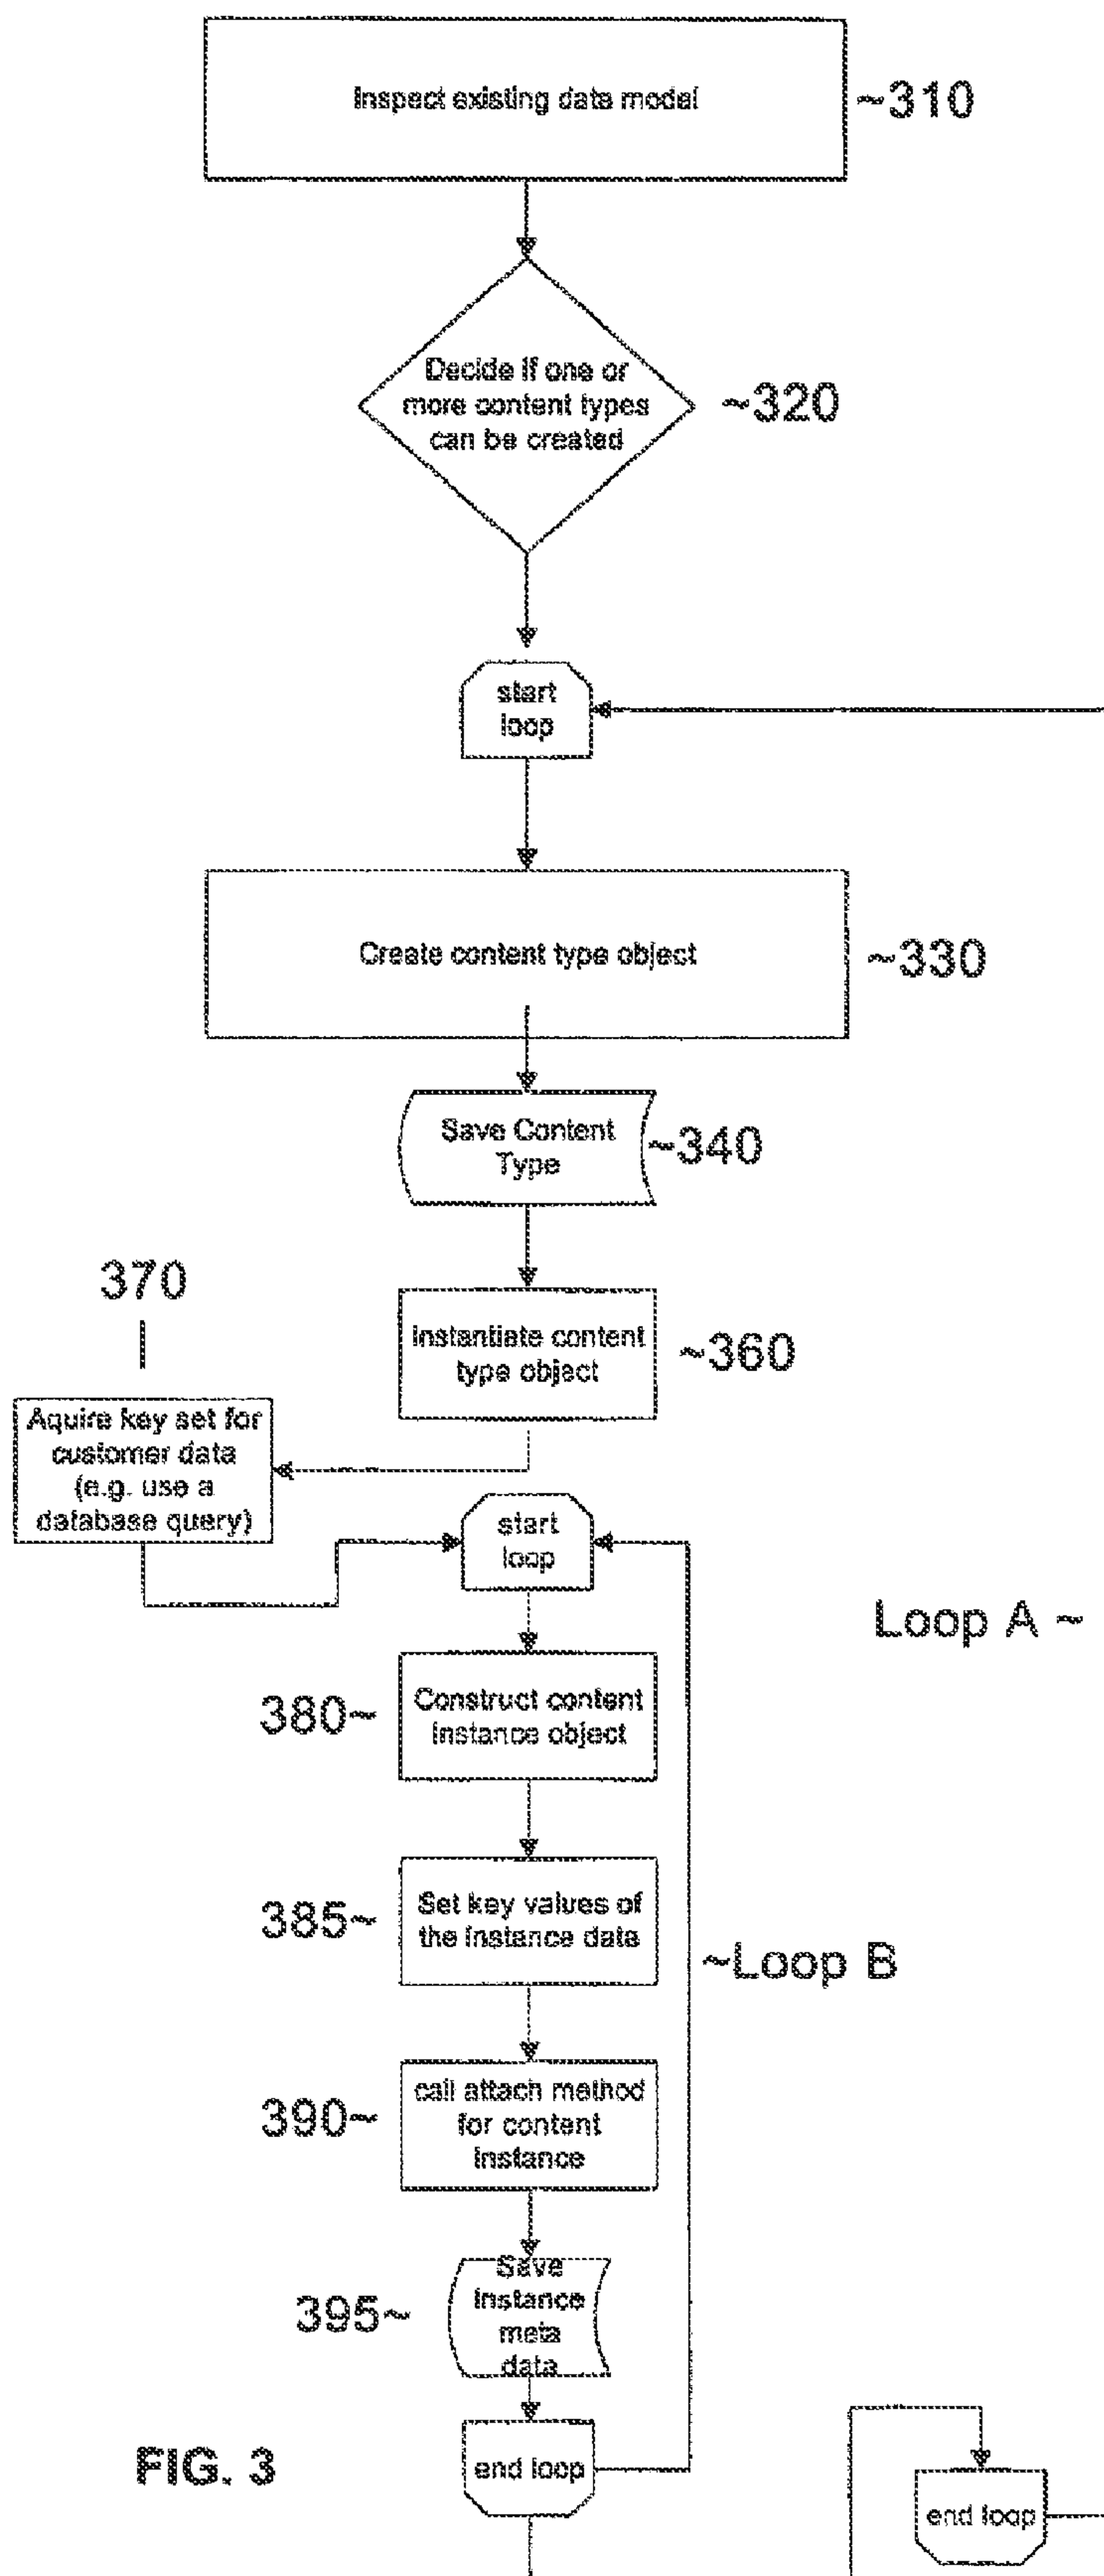 Inspect existing data model
~310
Decide if one or
more content types
can be created
~320
start
loop
Create content type object
~330
Save Content
Type
~340
370
Instantiate content
type object
~360
Aquire key set for
customer data
(e.g. use a
database query)
start
loop
Loop A ~
380~
Construct content
instance object
385~
Set key values of
the instance data
~Loop B
390~
call attach method
for content
instance
395~
Save
instance
meta
data
FIG. 3
end loop
end loop